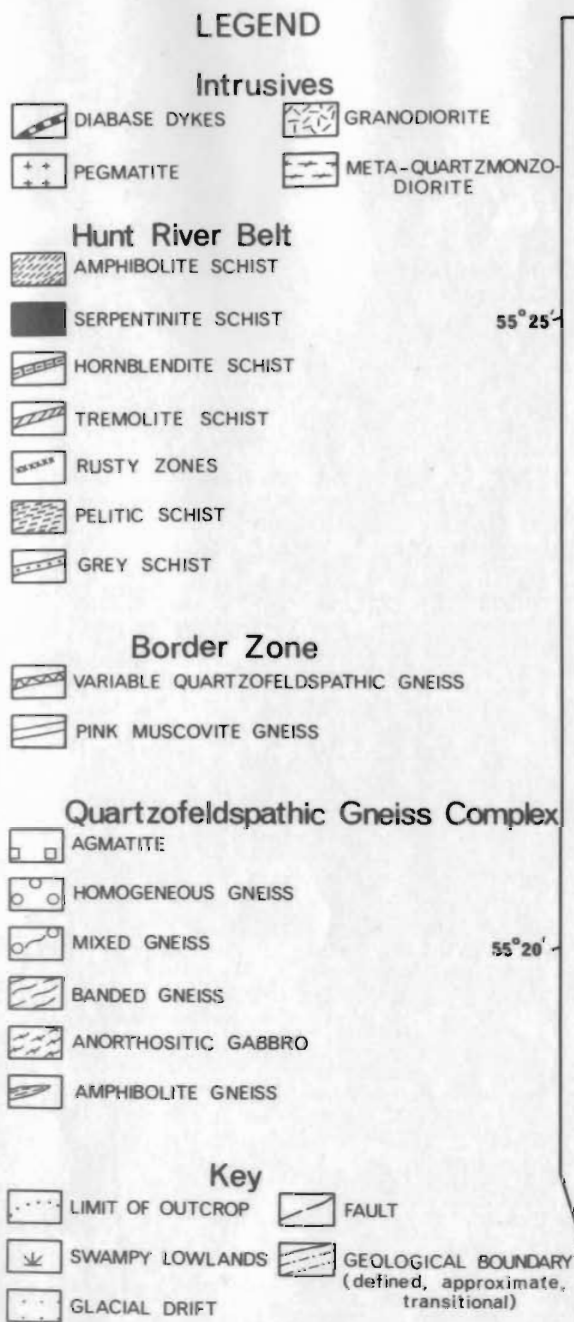 LEGEND
Intrusives
DIABASE DYKES
GRANODIORITE
PEGMATITE
META-QUARTZMONZO-
DIORITE
Hunt River Belt
AMPHIBOLITE SCHIST
SERPENTINITE SCHIST
55°25'
HORNBLENDITE SCHIST
TREMOLITE SCHIST
RUSTY ZONES
PELITIC SCHIST
GREY SCHIST
Border Zone
VARIABLE QUARTZOFELDSPATHIC GNEISS
PINK MUSCOVITE GNEISS
Quartzofeldspathic Gneiss Complex
AGMATITE
HOMOGENEOUS GNEISS
MIXED GNEISS
55°20'
BANDED GNEISS
ANORTHOSITIC GABBRO
AMPHIBOLITE GNEISS
Key
LIMIT OF OUTCROP
FAULT
SWAMPY LOWLANDS
GEOLOGICAL BOUNDARY
(defined, approximate,
transitional)
GLACIAL DRIFT